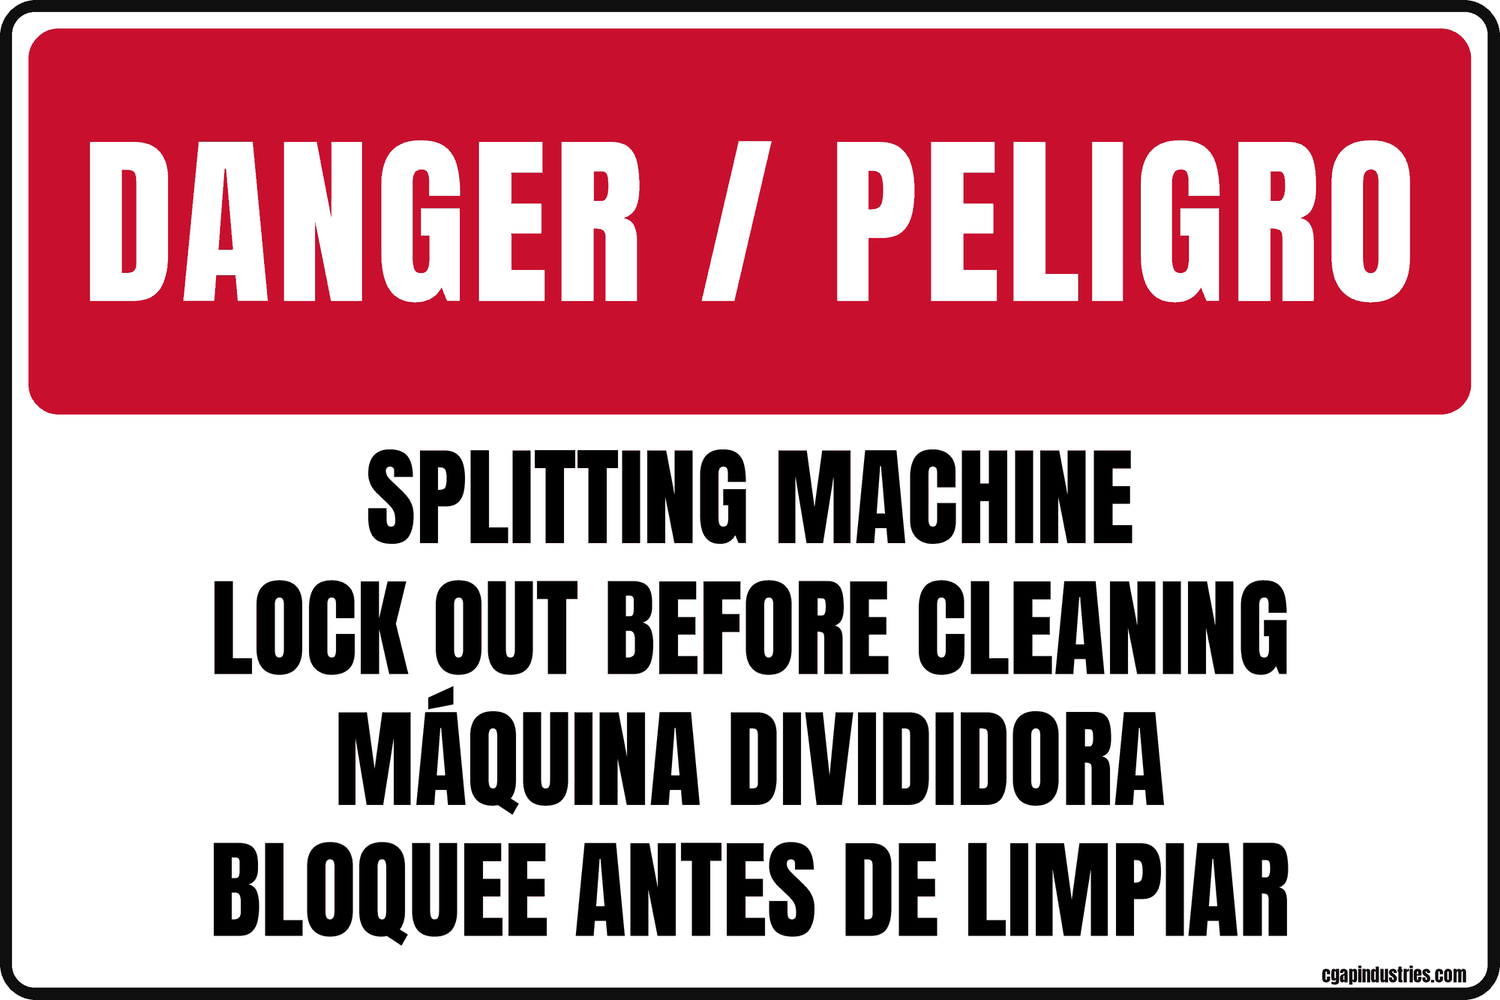 DANGER / PELIGRO
SPLITTING MACHINE
LOCK OUT BEFORE CLEANING
MÁQUINA DIVIDIDORA
BLOQUEE ANTES DE LIMPIAR
cgapindustries.com